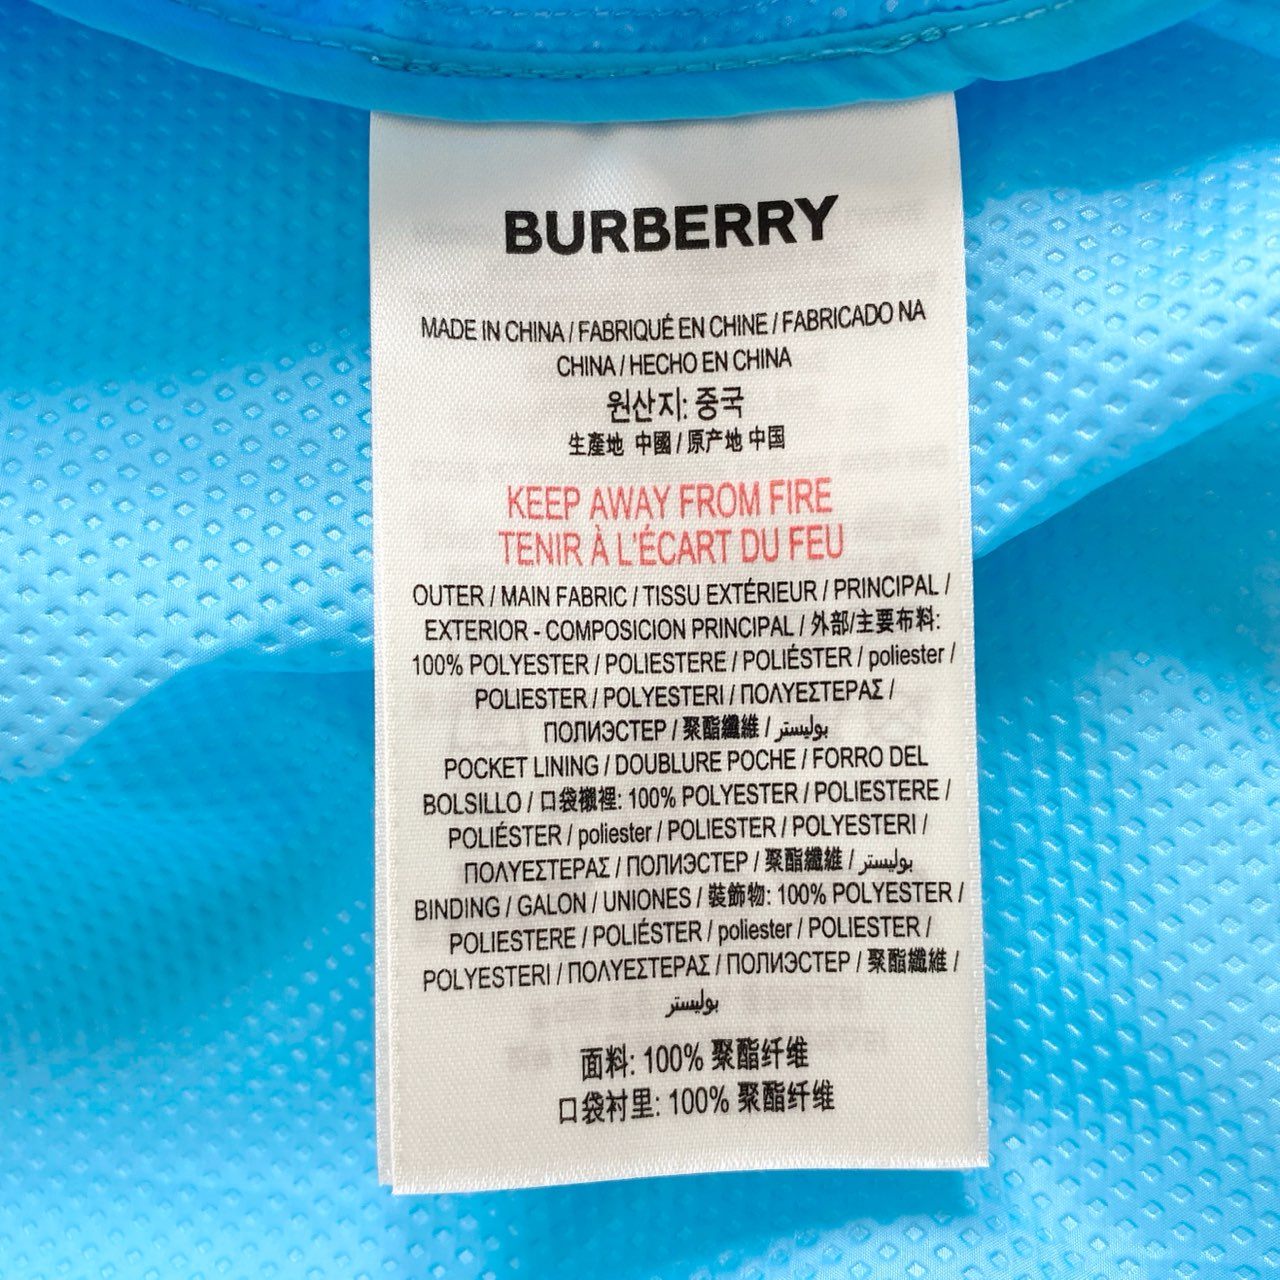 BURBERRY
MADE IN CHINA / FABRIQUÉ EN CHINE / FABRICADO NA
CHINA / HECHO EN CHINA
원산지: 중국
生產地 中國 / 原产地 中国
KEEP AWAY FROM FIRE
TENIR À L'ÉCART DU FEU
OUTER / MAIN FABRIC / TISSU EXTÉRIEUR / PRINCIPAL /
EXTERIOR - COMPOSICION PRINCIPAL / 外部/主要布料:
100% POLYESTER / POLIESTERE / POLIÉSTER / poliester /
POLIESTER / POLYESTERI / ΠΟΛΥΕΣΤΕΡΑΣ /
ПОЛИЭСТЕР / 聚酯纖維 / بوليستر
POCKET LINING / DOUBLURE POCHE / FORRO DEL
BOLSILLO / 口袋襯裡: 100% POLYESTER / POLIESTERE /
POLIÉSTER / poliester / POLIESTER / POLYESTERI /
ΠΟΛΥΕΣΤΕΡΑΣ / ПОЛИЭСТЕР / 聚酯纖維 / بوليستر
BINDING / GALON / UNIONES / 裝飾物: 100% POLYESTER /
POLIESTERE / POLIÉSTER / poliester / POLIESTER /
POLYESTERI / ΠΟΛΥΕΣΤΕΡΑΣ / ПОЛИЭСТЕР / 聚酯纖維 /
بوليستر
面料: 100% 聚酯纤维
口袋衬里: 100% 聚酯纤维